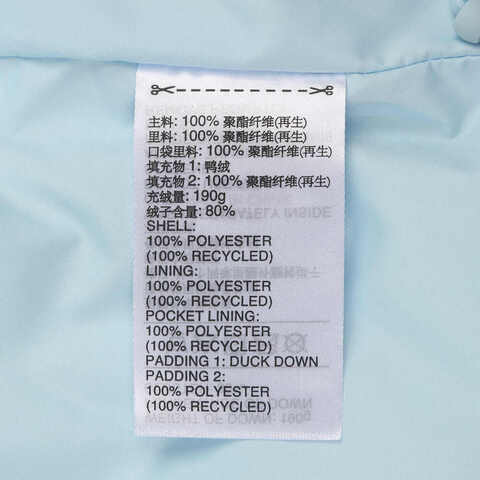 主料: 100% 聚酯纤维(再生)
里料: 100% 聚酯纤维(再生)
口袋里料: 100% 聚酯纤维(再生)
填充物 1: 鸭绒
填充物 2: 100% 聚酯纤维(再生)
充绒量: 190g
绒子含量: 80%
SHELL:
100% POLYESTER
(100% RECYCLED)
LINING:
100% POLYESTER
(100% RECYCLED)
POCKET LINING:
100% POLYESTER
(100% RECYCLED)
PADDING 1: DUCK DOWN
PADDING 2:
100% POLYESTER
(100% RECYCLED)